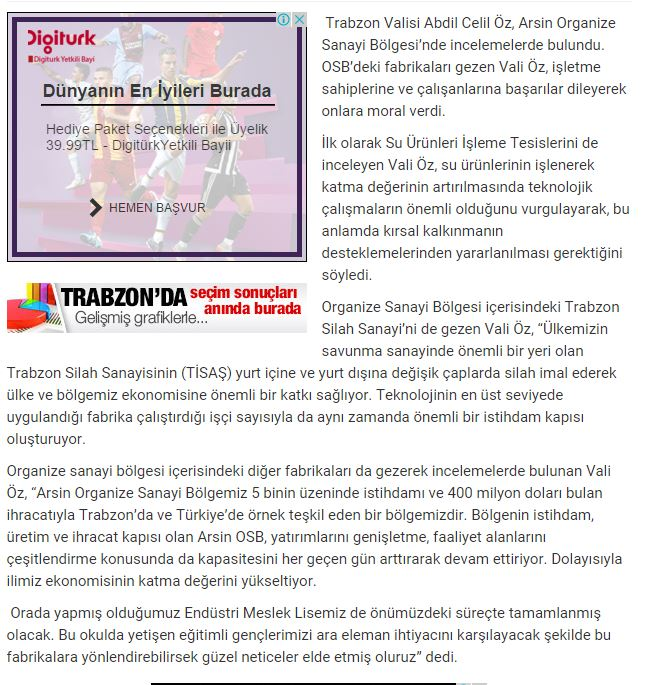 Digiturk
Digiturk Yetkili Bayi
Dünyanın En İyileri Burada
Hediye Paket Seçenekleri ile Üyelik
39.99TL - DigitürkYetkili Bayii
HEMEN BAŞVUR
TRABZON'DA seçim sonuçları
anında burada
Gelişmiş grafiklerle...
Trabzon Valisi Abdil Celil Öz, Arsin Organize
Sanayi Bölgesi’nde incelemelerde bulundu.
OSB’deki fabrikaları gezen Vali Öz, işletme
sahiplerine ve çalışanlarına başarılar dileyerek
onlara moral verdi.
İlk olarak Su Ürünleri İşleme Tesislerini de
inceleyen Vali Öz, su ürünlerinin işlenerek
katma değerinin artırılmasında teknolojik
çalışmaların önemli olduğunu vurgulayarak, bu
anlamda kırsal kalkınmanın
desteklemelerinden yararlanılması gerektiğini
söyledi.
Organize Sanayi Bölgesi içerisindeki Trabzon
Silah Sanayi’ni de gezen Vali Öz, “Ülkemizin
savunma sanayinde önemli bir yeri olan
Trabzon Silah Sanayisinin (TİSAŞ) yurt içine ve yurt dışına değişik çaplarda silah imal ederek
ülke ve bölgemiz ekonomisine önemli bir katkı sağlıyor. Teknolojinin en üst seviyede
uygulandığı fabrika çalıştırdığı işçi sayısıyla da aynı zamanda önemli bir istihdam kapısı
oluşturuyor.
Organize sanayi bölgesi içerisindeki diğer fabrikaları da gezerek incelemelerde bulunan Vali
Öz, “Arsin Organize Sanayi Bölgemiz 5 binin üzeninde istihdamı ve 400 milyon doları bulan
ihracatıyla Trabzon’da ve Türkiye’de örnek teşkil eden bir bölgemizdir. Bölgenin istihdam,
üretim ve ihracat kapısı olan Arsin OSB, yatırımlarını genişletme, faaliyet alanlarını
çeşitlendirme konusunda da kapasitesini her geçen gün arttırarak devam ettiriyor. Dolayısıyla
ilimiz ekonomisinin katma değerini yükseltiyor.
Orada yapmış olduğumuz Endüstri Meslek Lisemiz de önümüzdeki süreçte tamamlanmış
olacak. Bu okulda yetişen eğitimli gençlerimizi ara eleman ihtiyacını karşılayacak şekilde bu
fabrikalara yönlendirebilirsek güzel neticeler elde etmiş oluruz” dedi.